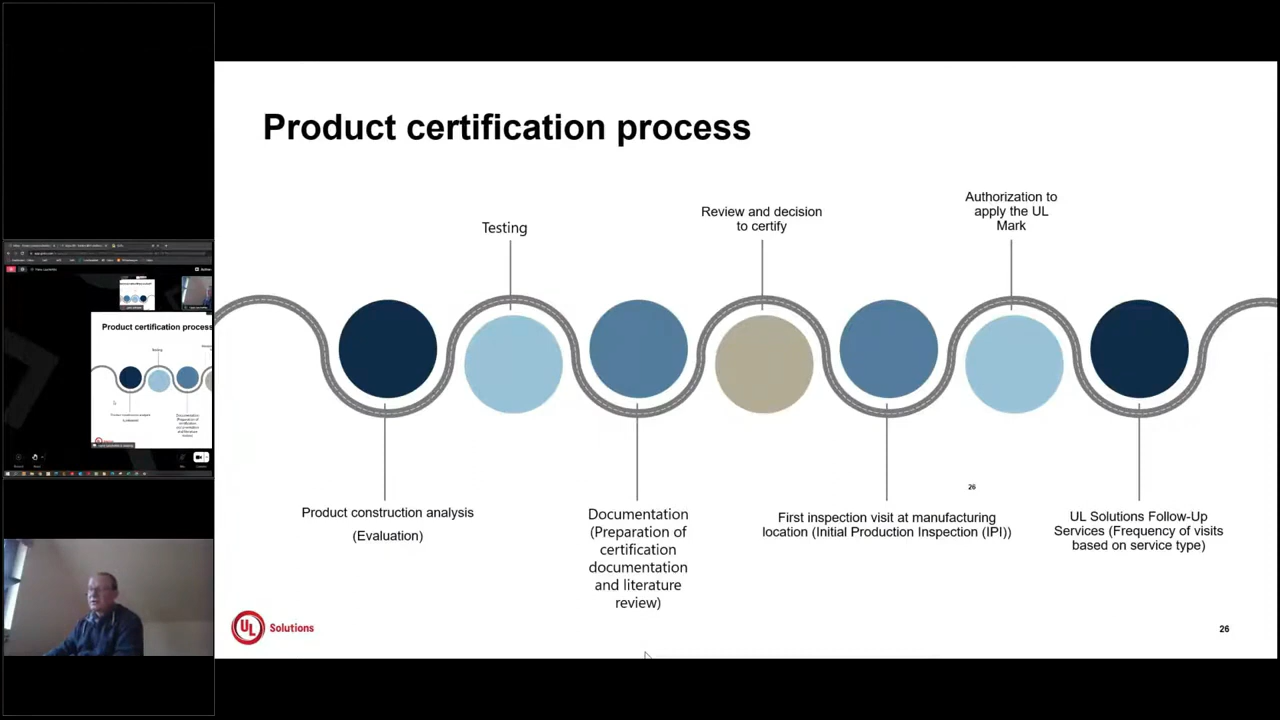 Product certification process
Authorization to
apply the UL
Mark
Review and decision
to certify
Testing
Product construction analysis
(Evaluation)
Documentation
(Preparation of
certification
documentation
and literature
review)
26
First inspection visit at manufacturing
location (Initial Production Inspection (IPI))
UL Solutions Follow-Up
Services (Frequency of visits
based on service type)
UL Solutions
26
Product certification process